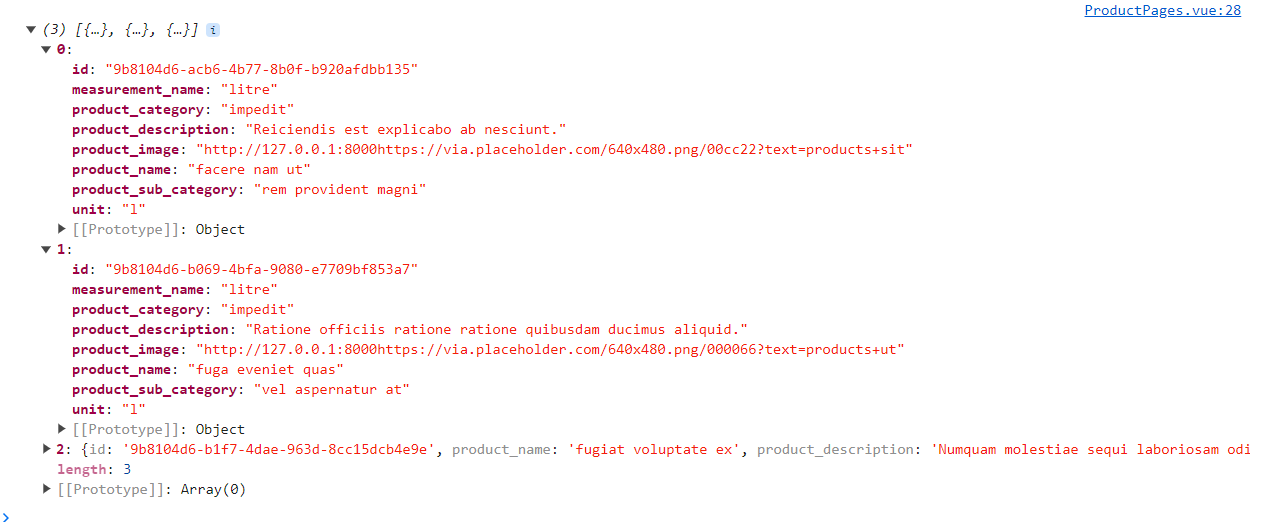 ProductPages.vue:28
(3) [{…}, {…}, {…}] i
0:
id: "9b8104d6-acb6-4b77-8b0f-b920afdbb135"
measurement_name: "litre"
product_category: "impedit"
product_description: "Reiciendis est explicabo ab nesciunt."
product_image: "http://127.0.0.1:8000https://via.placeholder.com/640x480.png/00cc22?text=products+sit"
product_name: "facere nam ut"
product_sub_category: "rem provident magni"
unit: "l"
[[Prototype]]: Object
1:
id: "9b8104d6-b069-4bfa-9080-e7709bf853a7"
measurement_name: "litre"
product_category: "impedit"
product_description: "Ratione officiis ratione ratione quibusdam ducimus aliquid."
product_image: "http://127.0.0.1:8000https://via.placeholder.com/640x480.png/000066?text=products+ut"
product_name: "fuga eveniet quas"
product_sub_category: "vel aspernatur at"
unit: "l"
[[Prototype]]: Object
2: {id: '9b8104d6-b1f7-4dae-963d-8cc15dcb4e9e', product_name: 'fugiat voluptate ex', product_description: 'Numquam molestiae sequi laboriosam odi
length: 3
[[Prototype]]: Array(0)